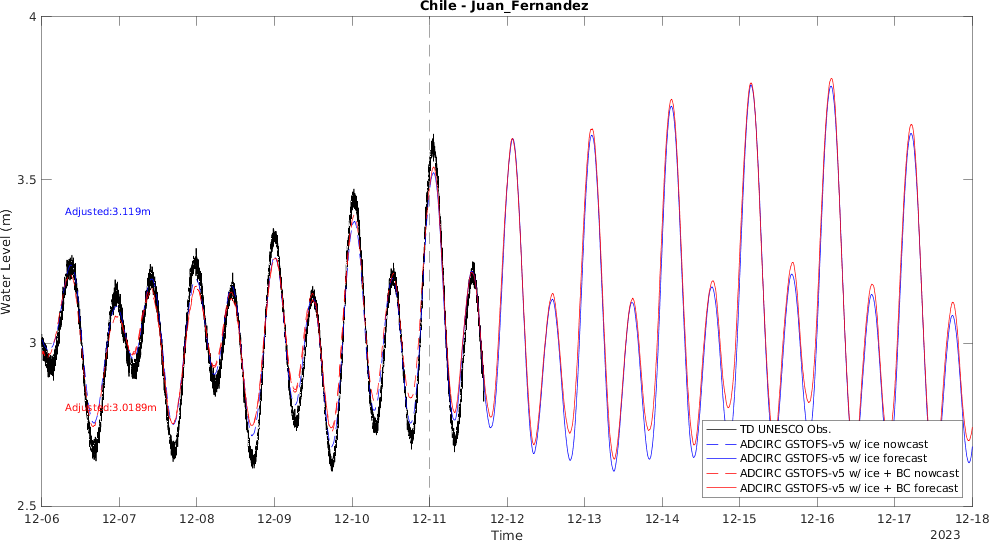 Chile - Juan_Fernandez
4
3.5
3
2.5
Water Level (m)
Adjusted:3.119m
Adjusted:3.0189m
TD UNESCO Obs.
ADCIRC GSTOFS-v5 w/ ice nowcast
ADCIRC GSTOFS-v5 w/ ice forecast
ADCIRC GSTOFS-v5 w/ ice + BC nowcast
ADCIRC GSTOFS-v5 w/ ice + BC forecast
12-06 12-07 12-08 12-09 12-10 12-11 12-12 12-13 12-14 12-15 12-16 12-17 12-18
Time
2023